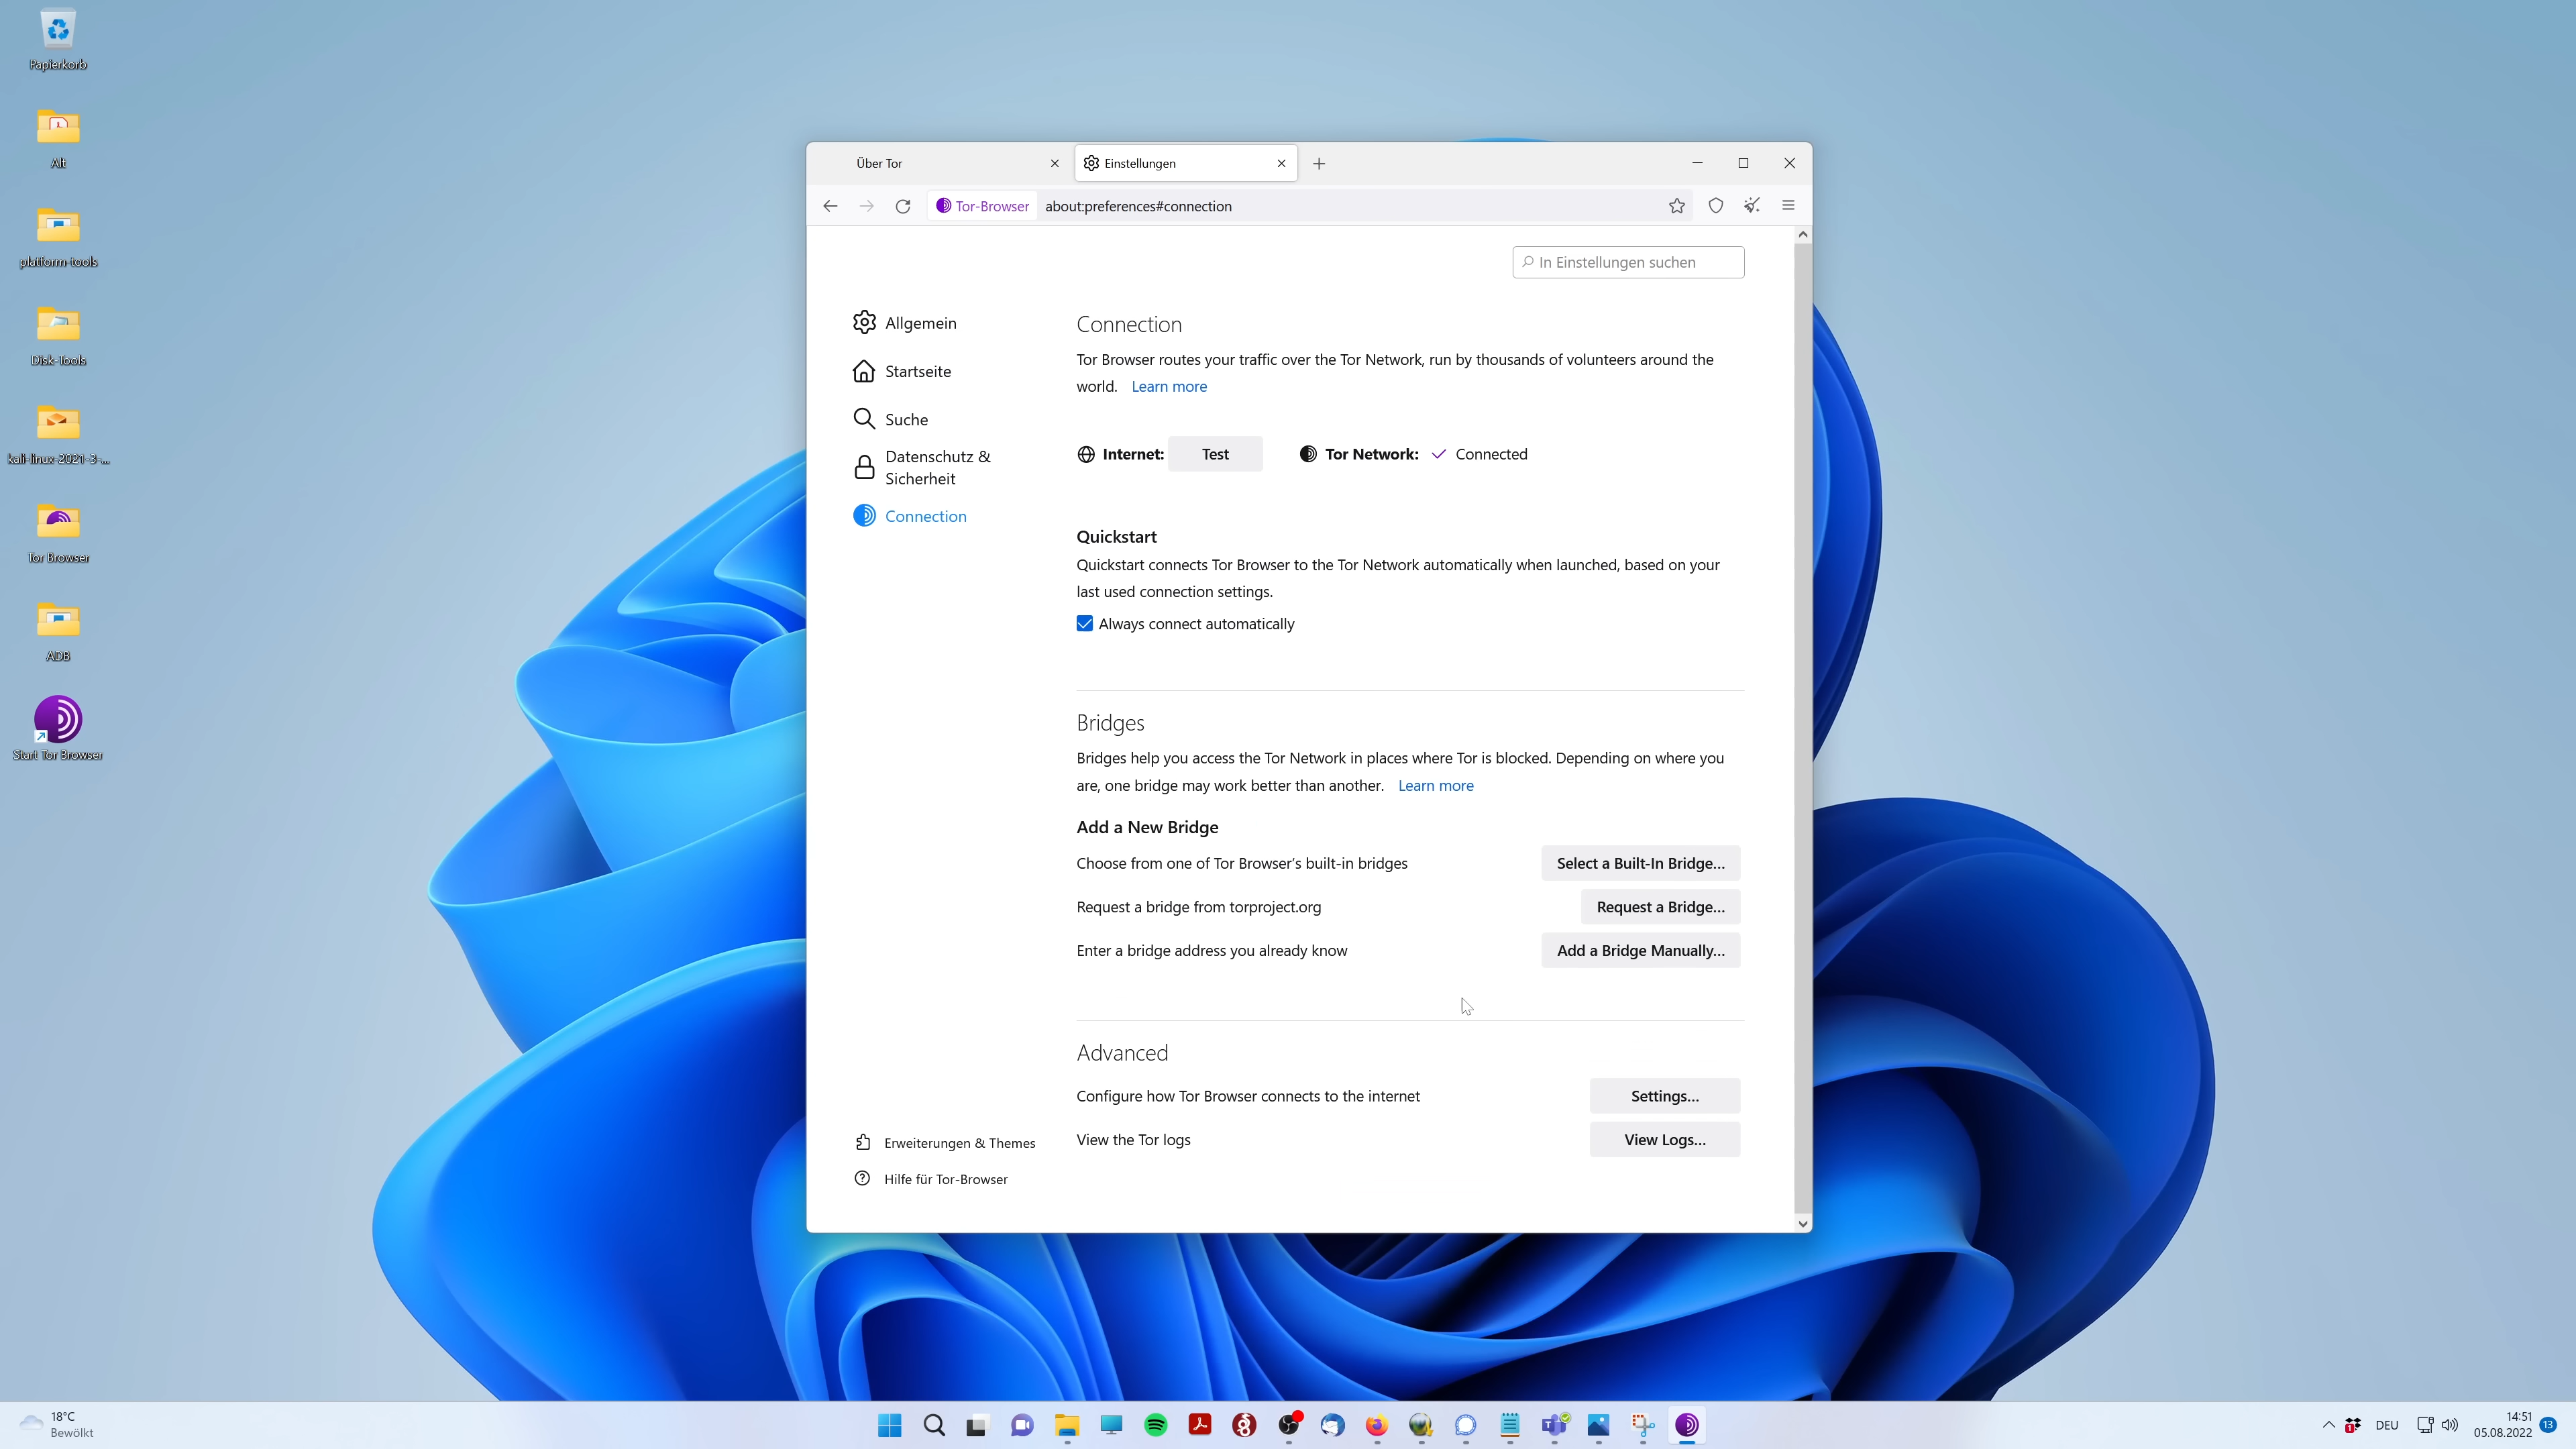 Papierkorb
Alt
platform-tools
Disk-Tools
kali-linux-2021-3-...
Tor Browser
ADB
Start Tor Browser
Über Tor
Einstellungen
Tor-Browser
about:preferences#connection
In Einstellungen suchen
Allgemein
Startseite
Suche
Datenschutz &
Sicherheit
Connection
Erweiterungen & Themes
Hilfe für Tor-Browser
Connection
Tor Browser routes your traffic over the Tor Network, run by thousands of volunteers around the
world. Learn more
Internet: Test Tor Network: Connected
Quickstart
Quickstart connects Tor Browser to the Tor Network automatically when launched, based on your
last used connection settings.
Always connect automatically
Bridges
Bridges help you access the Tor Network in places where Tor is blocked. Depending on where you
are, one bridge may work better than another. Learn more
Add a New Bridge
Choose from one of Tor Browser's built-in bridges Select a Built-In Bridge...
Request a bridge from torproject.org Request a Bridge...
Enter a bridge address you already know Add a Bridge Manually...
Advanced
Configure how Tor Browser connects to the internet Settings...
View the Tor logs View Logs...
18°C
Bewölkt
DEU
14:51
05.08.2022
13